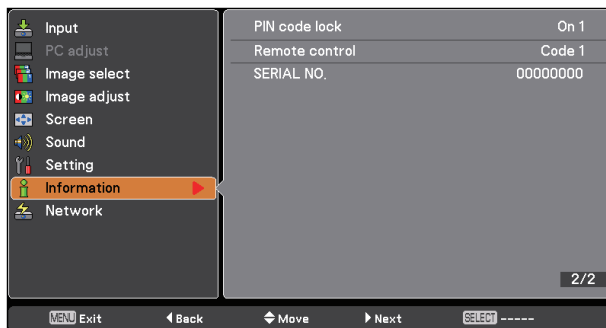 Input
PC adjust
Image select
Image adjust
Screen
Sound
Setting
Information
Network
PIN code lock On 1
Remote control Code 1
SERIAL NO. 00000000
2/2
MENU Exit Back Move Next SELECT -----